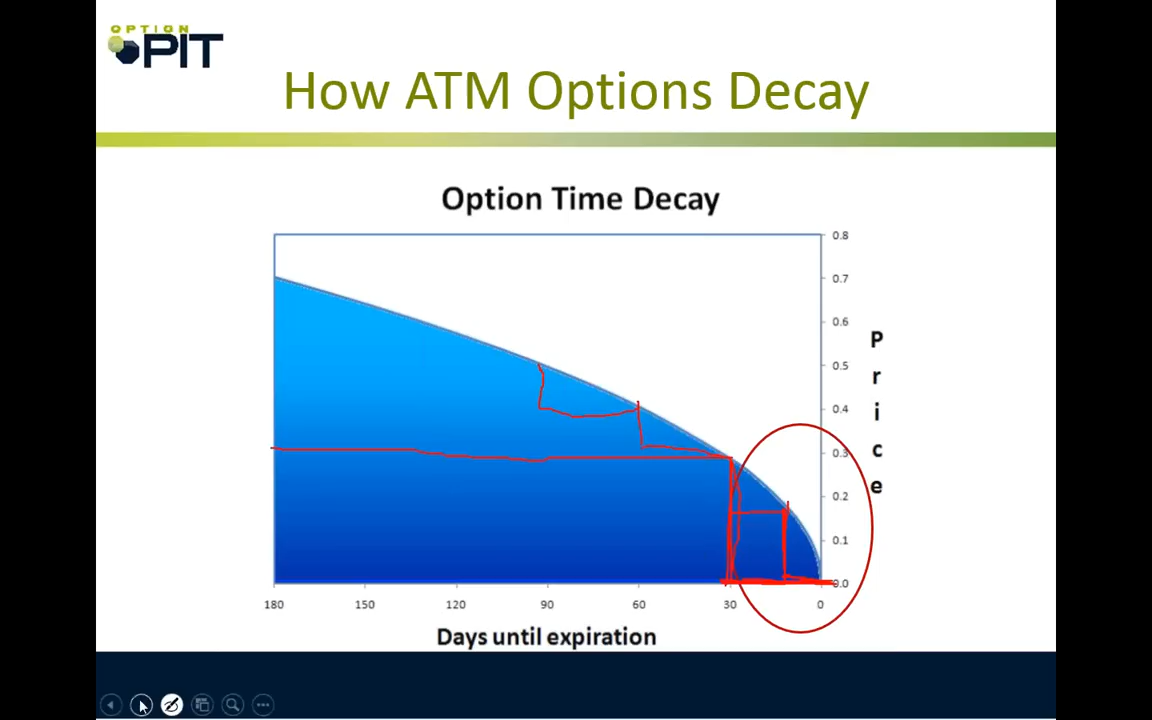 OPTION
PIT
How ATM Options Decay
Option Time Decay
0.8
0.7
0.6
0.5
0.4
0.3
0.2
0.1
0.0
Price
180 150 120 90 60 30 0
Days until expiration